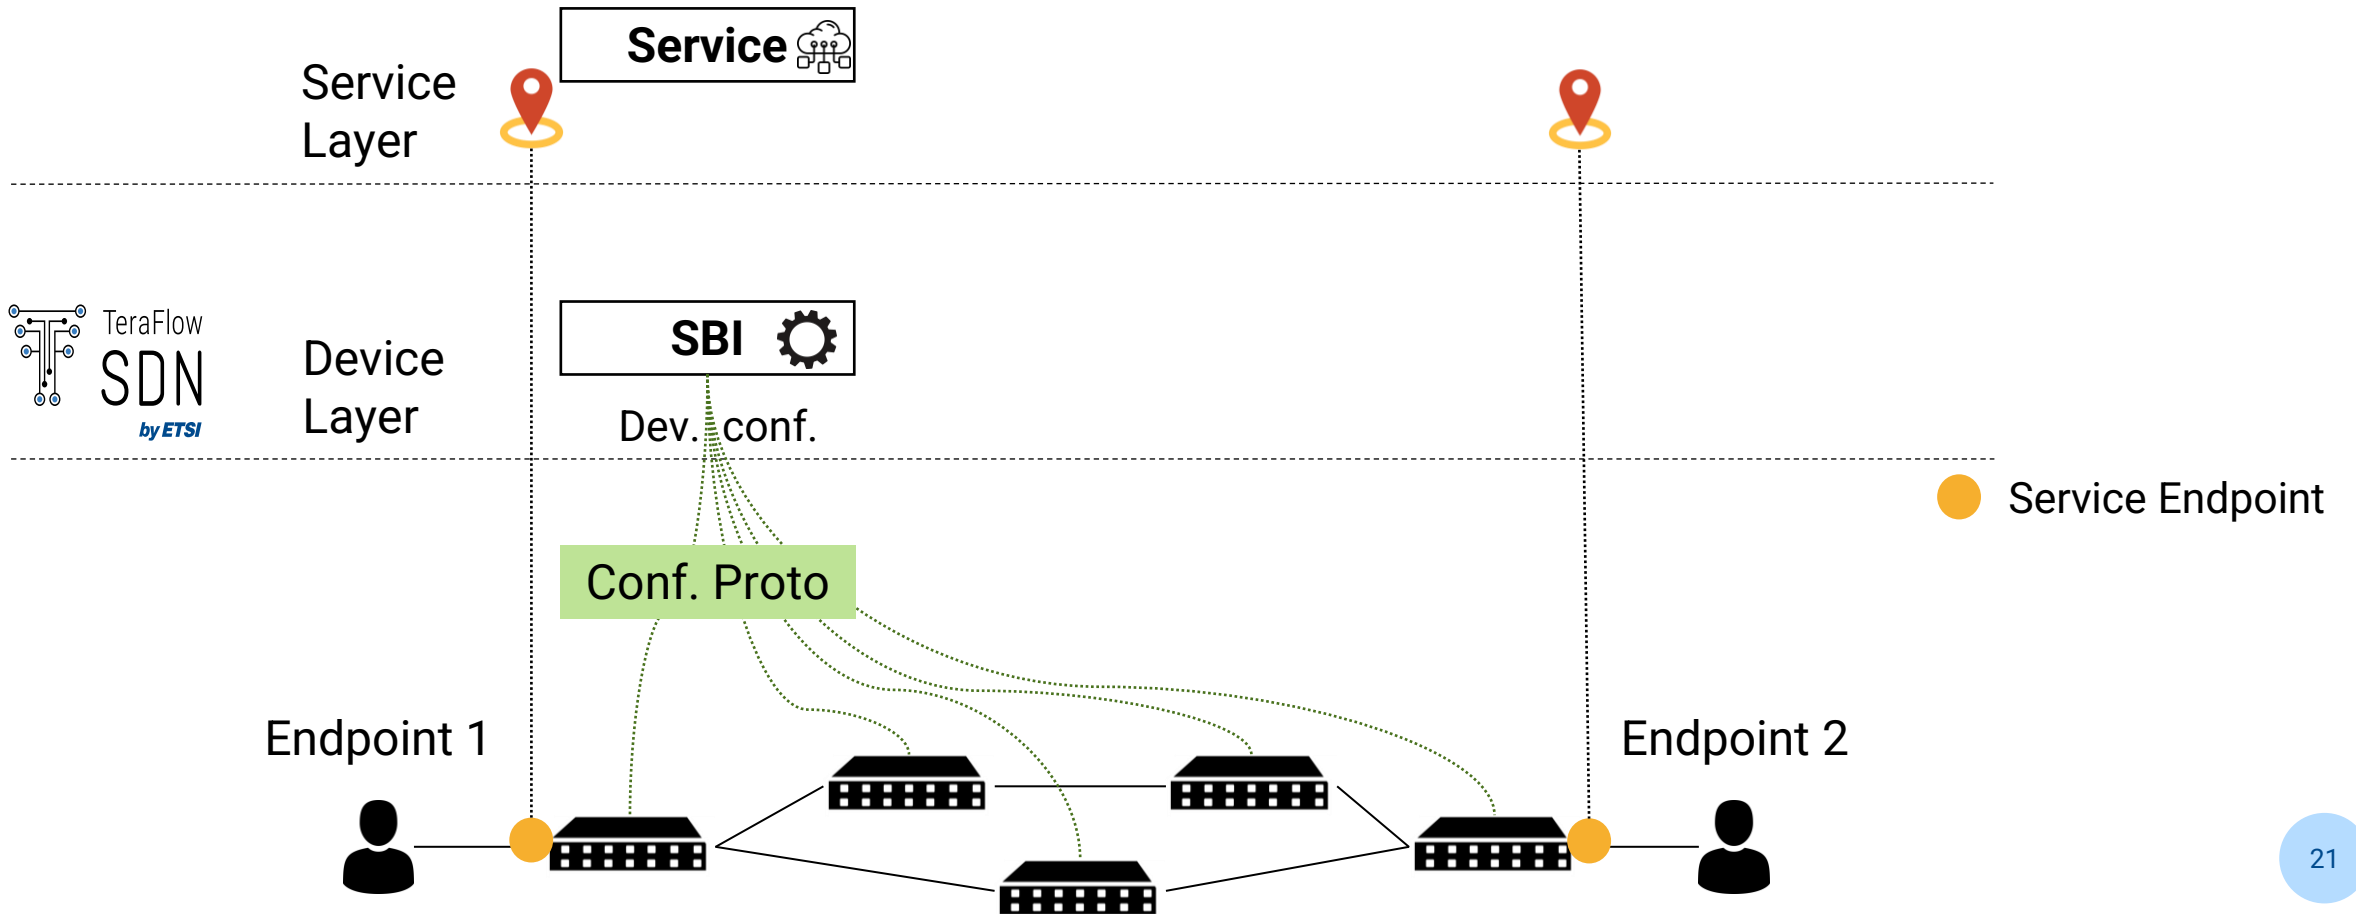 Service
Service
Layer
TeraFlow
SDN
by ETSI
Device
Layer
SBI
Dev. conf.
Service Endpoint
Conf. Proto
Endpoint 1
Endpoint 2
21